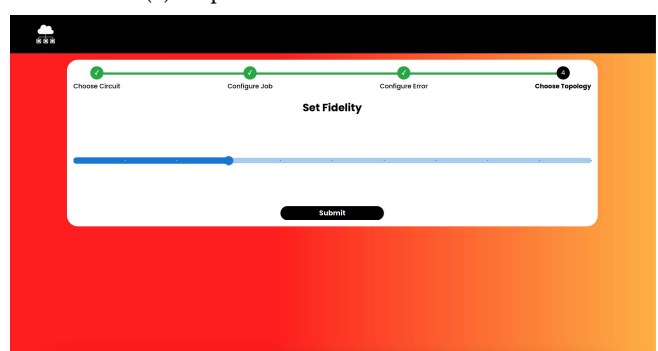 4
Choose Circuit
Configure Job
Configure Error
Choose Topology
Set Fidelity
Submit